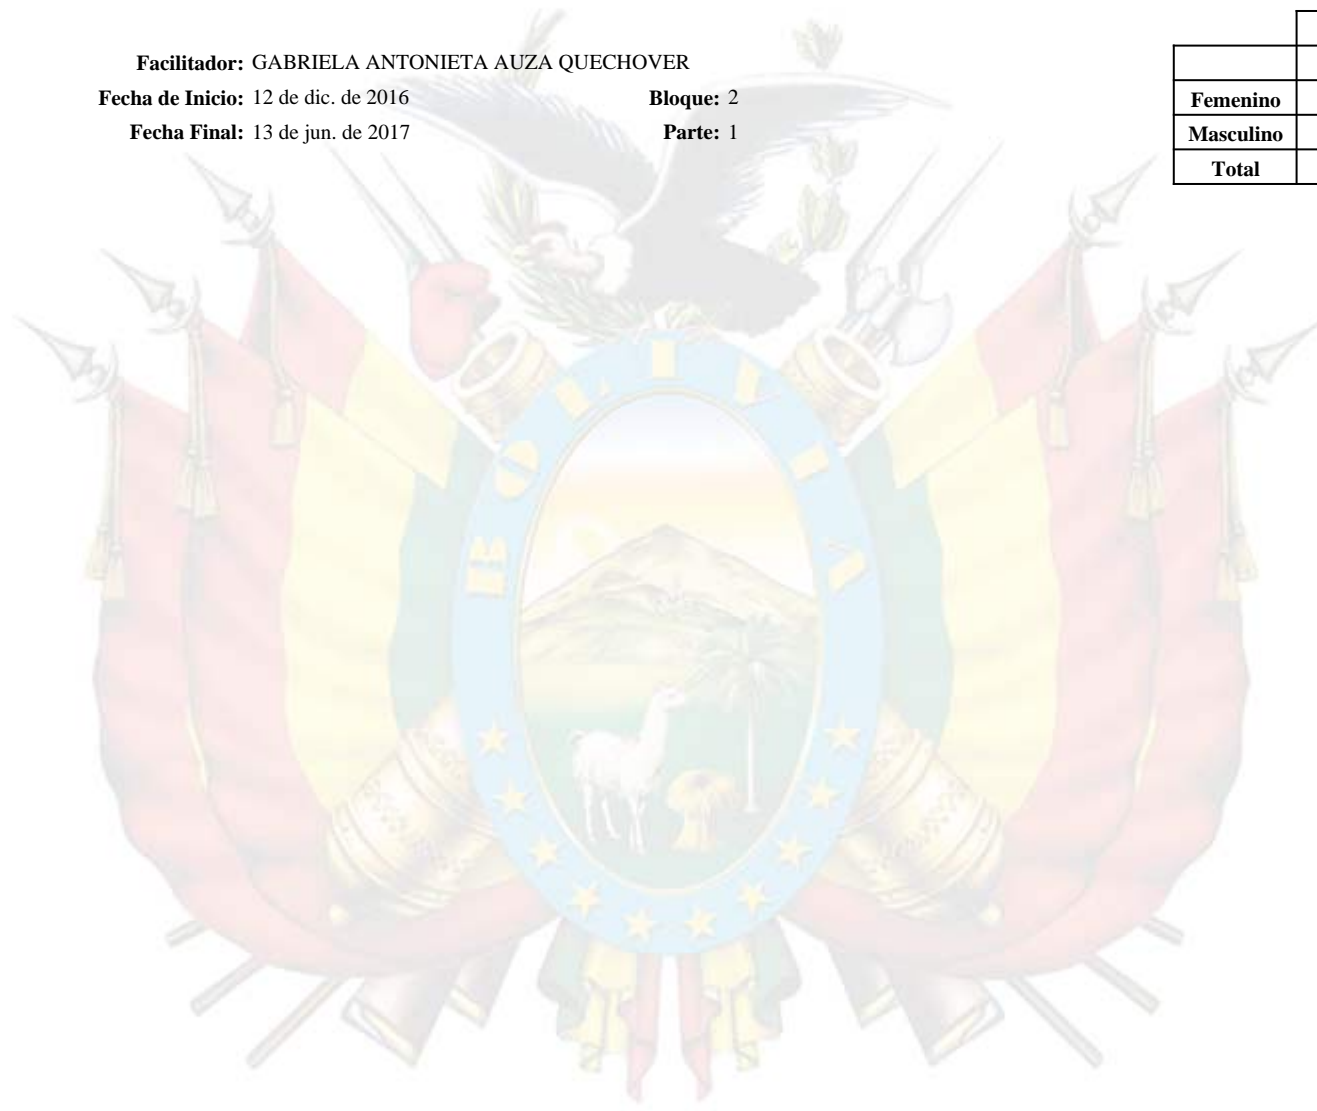 Facilitador: GABRIELA ANTONIETA AUZA QUECHOVER
Fecha de Inicio: 12 de dic. de 2016 Bloque: 2
Fecha Final: 13 de jun. de 2017 Parte: 1
Femenino
Masculino
Total
BOLIVIA